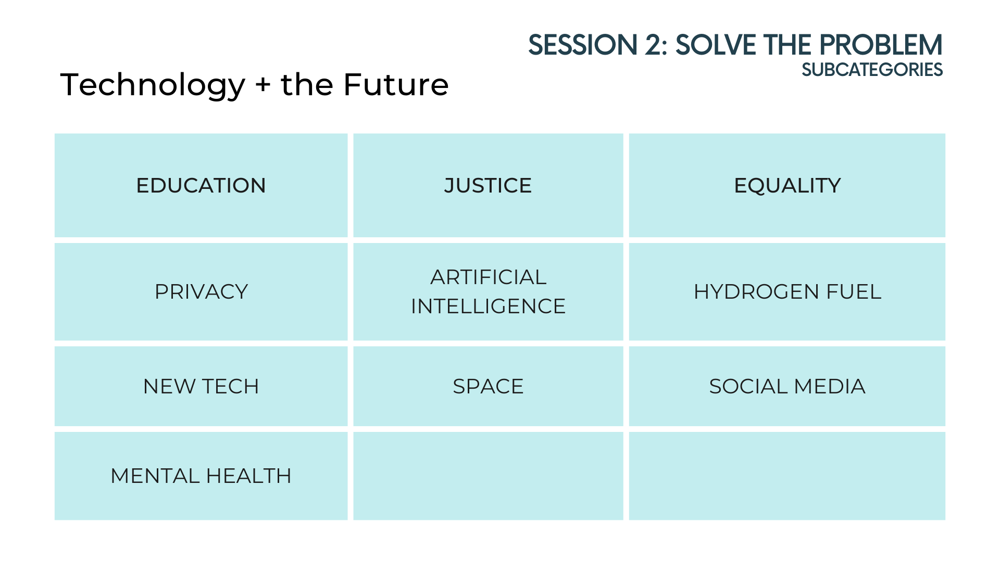 SESSION 2: SOLVE THE PROBLEM
SUBCATEGORIES
Technology + the Future
EDUCATION
JUSTICE
EQUALITY
PRIVACY
ARTIFICIAL
INTELLIGENCE
HYDROGEN FUEL
NEW TECH
SPACE
SOCIAL MEDIA
MENTAL HEALTH